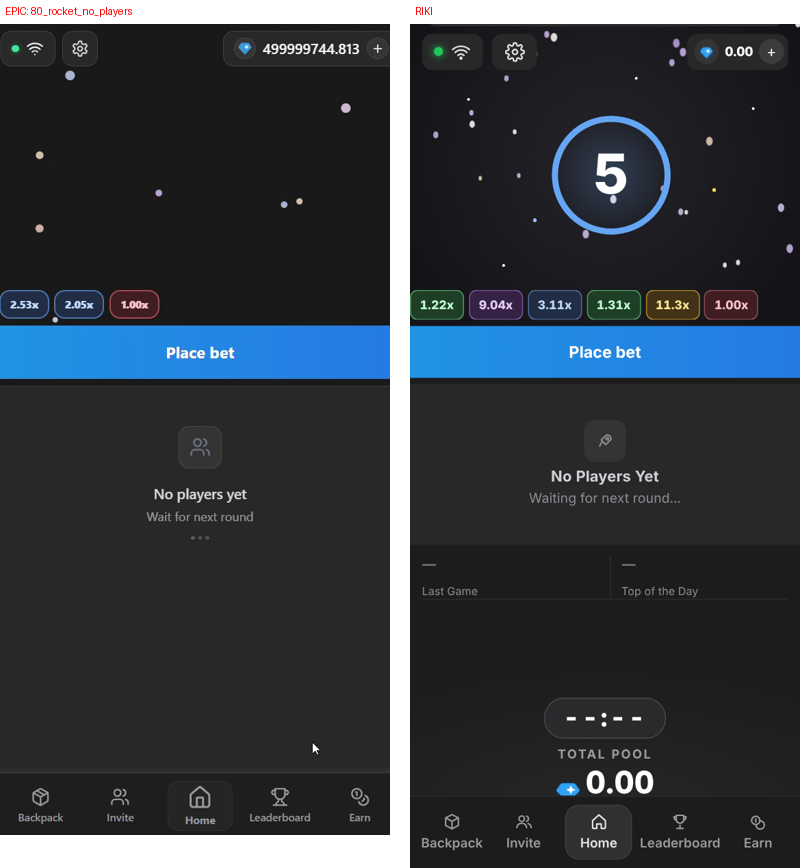 EPIC: 80_rocket_no_players
499999744.813 +
2.53x 2.05x 1.00x
Place bet
No players yet
Wait for next round
Backpack Invite Home Leaderboard Earn
RIKI
0.00 +
5
1.22x 9.04x 3.11x 1.31x 11.3x 1.00x
Place bet
No Players Yet
Waiting for next round...
— —
Last Game Top of the Day
--:--
TOTAL POOL
0.00
Backpack Invite Home Leaderboard Earn